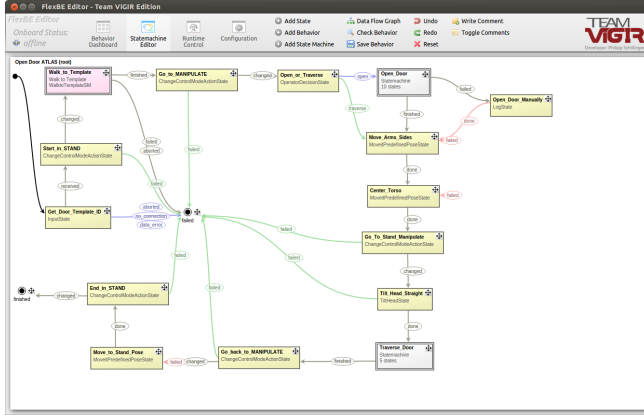 FlexBE Editor - Team ViGIR Editor
FlexBE Editor
Onboard Status:
offline
Behavior Dashboard
Statemachine Editor
Runtime Control
Configuration
Add State
Add Behavior
Add State Machine
Data Flow Graph
Check Behavior
Save Behavior
Undo
Redo
Reset
Write Comment
Toggle Comments
TEAM
ViGIR
Developer: Philipp Schillinger
Open Door ATLAS (root)
Walk_to_Template
Walk to Template
WalktoTemplateSM
finished
Go_to_MANIPULATE
ChangeControlModeActionState
changed
Open_or_Traverse
OperatorDecisionState
open
Open_Door
Statemachine
10 states
failed
Open_Door_Manually
LogState
traverse
finished
done
changed
failed
aborted
failed
Move_Arms_Sides
MoveitPredefinedPoseState
failed
Start_in_STAND
ChangeControlModeActionState
failed
done
received
Center_Torso
MoveitPredefinedPoseState
failed
Get_Door_Template_ID
InputState
aborted
no_connection
data_error
failed
done
failed
Go_To_Stand_Manipulate
ChangeControlModeActionState
failed
failed
changed
End_in_STAND
ChangeControlModeActionState
failed
Tilt_Head_Straight
TiltHeadState
finished
changed
done
done
Move_to_Stand_Pose
MoveitPredefinedPoseState
failed
changed
Go_back_to_MANIPULATE
ChangeControlModeActionState
finished
Traverse_Door
Statemachine
5 states